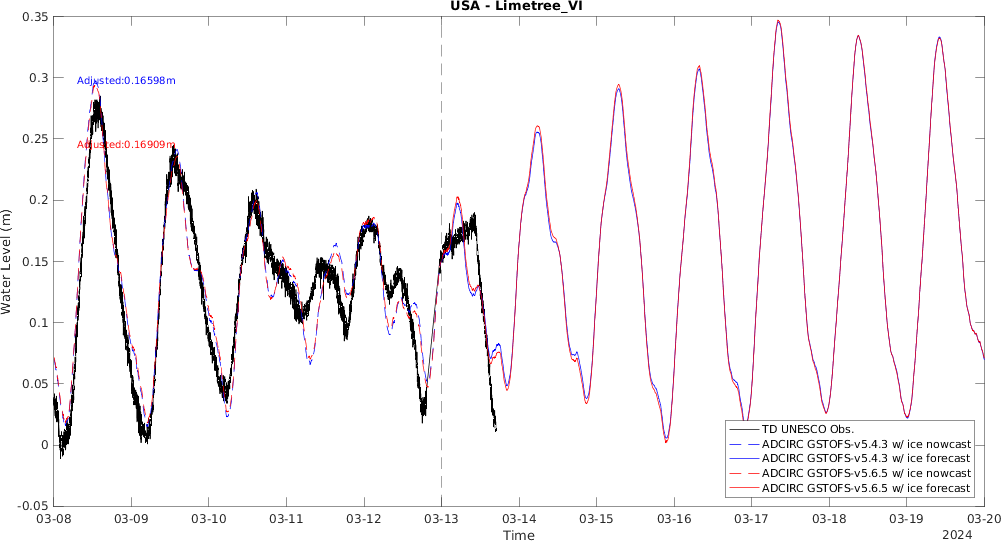 USA - Limetree_VI
0.35
0.3
0.25
0.2
0.15
0.1
0.05
0
-0.05
Water Level (m)
Adjusted:0.16598m
Adjusted:0.16909m
TD UNESCO Obs.
ADCIRC GSTOFS-v5.4.3 w/ ice nowcast
ADCIRC GSTOFS-v5.4.3 w/ ice forecast
ADCIRC GSTOFS-v5.6.5 w/ ice nowcast
ADCIRC GSTOFS-v5.6.5 w/ ice forecast
03-08 03-09 03-10 03-11 03-12 03-13 03-14 03-15 03-16 03-17 03-18 03-19 03-20
Time
2024